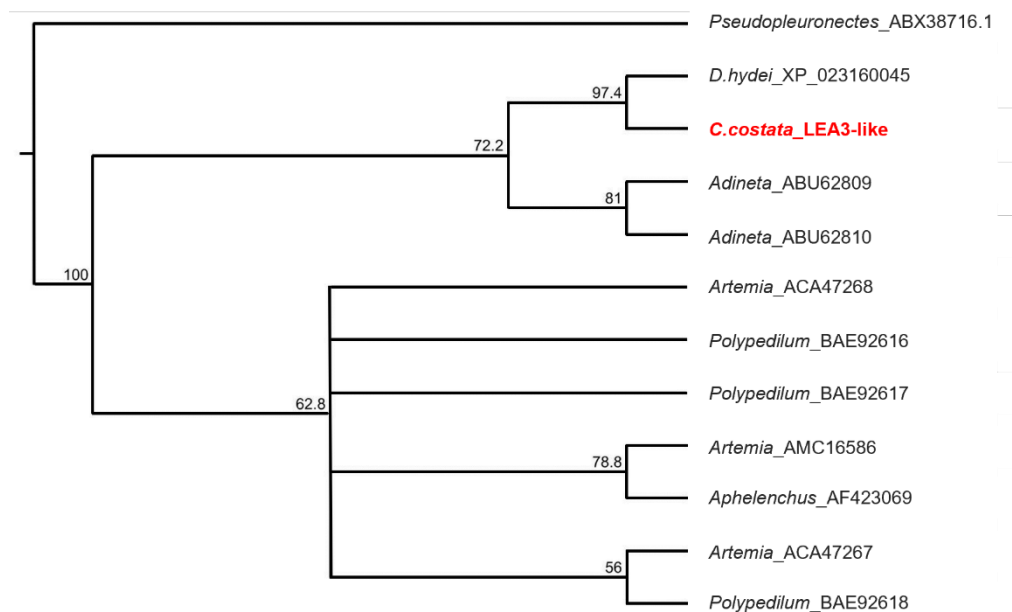 Pseudopleuronectes_ABX38716.1
D.hydei_XP_023160045
97.4
C.costata_LEA3-like
72.2
Adineta_ABU62809
81
Adineta_ABU62810
100
Artemia_ACA47268
Polypedilum_BAE92616
Polypedilum_BAE92617
62.8
Artemia_AMC16586
78.8
Aphelenchus_AF423069
Artemia_ACA47267
56
Polypedilum_BAE92618